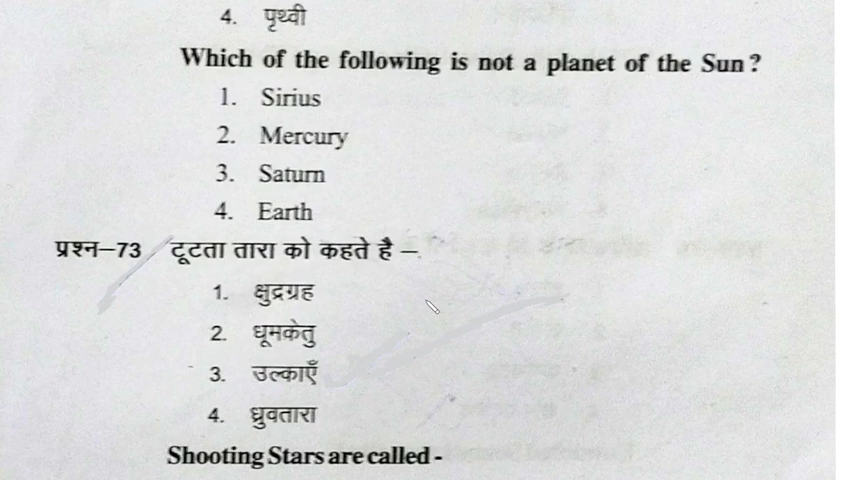 4. पृथ्वी
Which of the following is not a planet of the Sun ?
1. Sirius
2. Mercury
3. Saturn
4. Earth
प्रश्न–73 टूटता तारा को कहते है –
1. क्षुद्रग्रह
2. धूमकेतु
3. उल्काएँ
4. ध्रुवतारा
Shooting Stars are called -